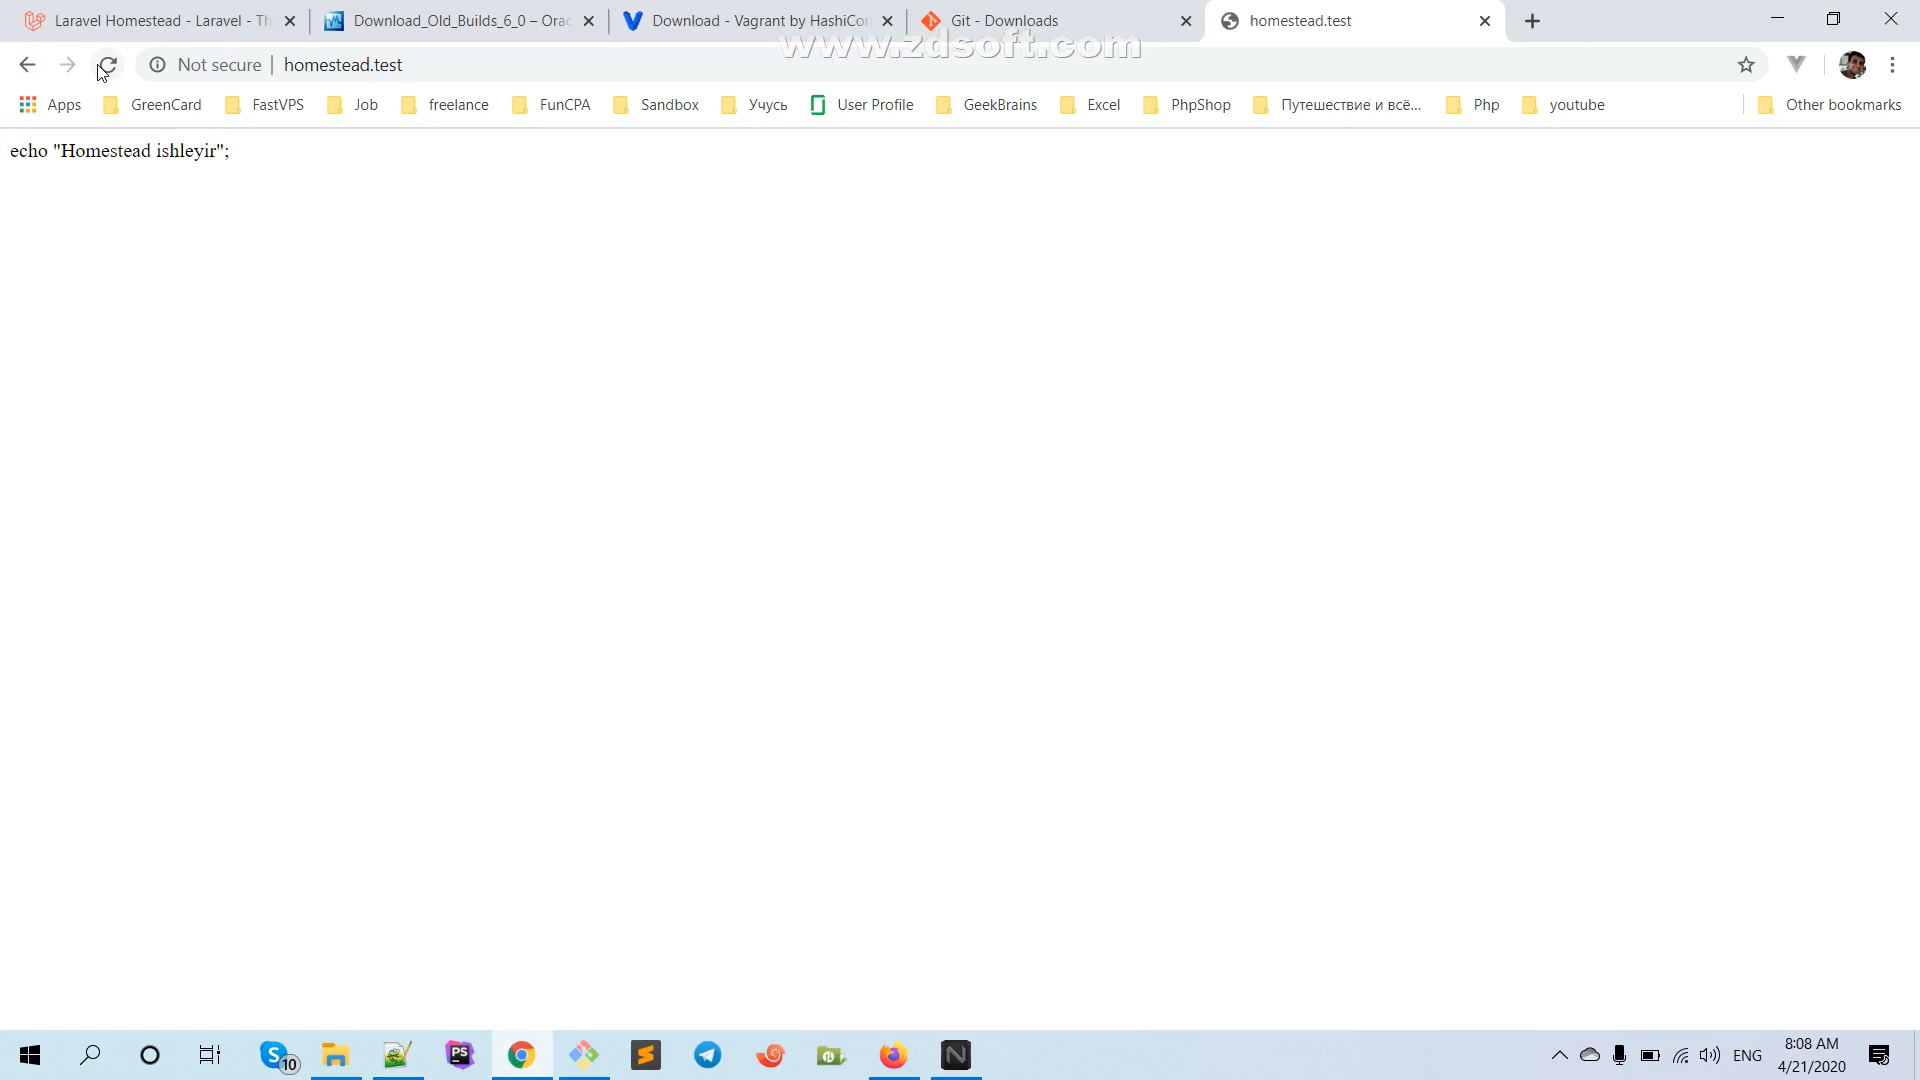 Laravel Homestead - Laravel - Th
Download_Old_Builds_6_0 – Orac
Download - Vagrant by HashiCor
Git - Downloads
homestead.test
www.zdsoft.com
Not secure
homestead.test
Apps
GreenCard
FastVPS
Job
freelance
FunCPA
Sandbox
Учусь
User Profile
GeekBrains
Excel
PhpShop
Путешествие и всё...
Php
youtube
Other bookmarks
echo "Homestead ishleyir";
S
10
PS
ENG
8:08 AM
4/21/2020